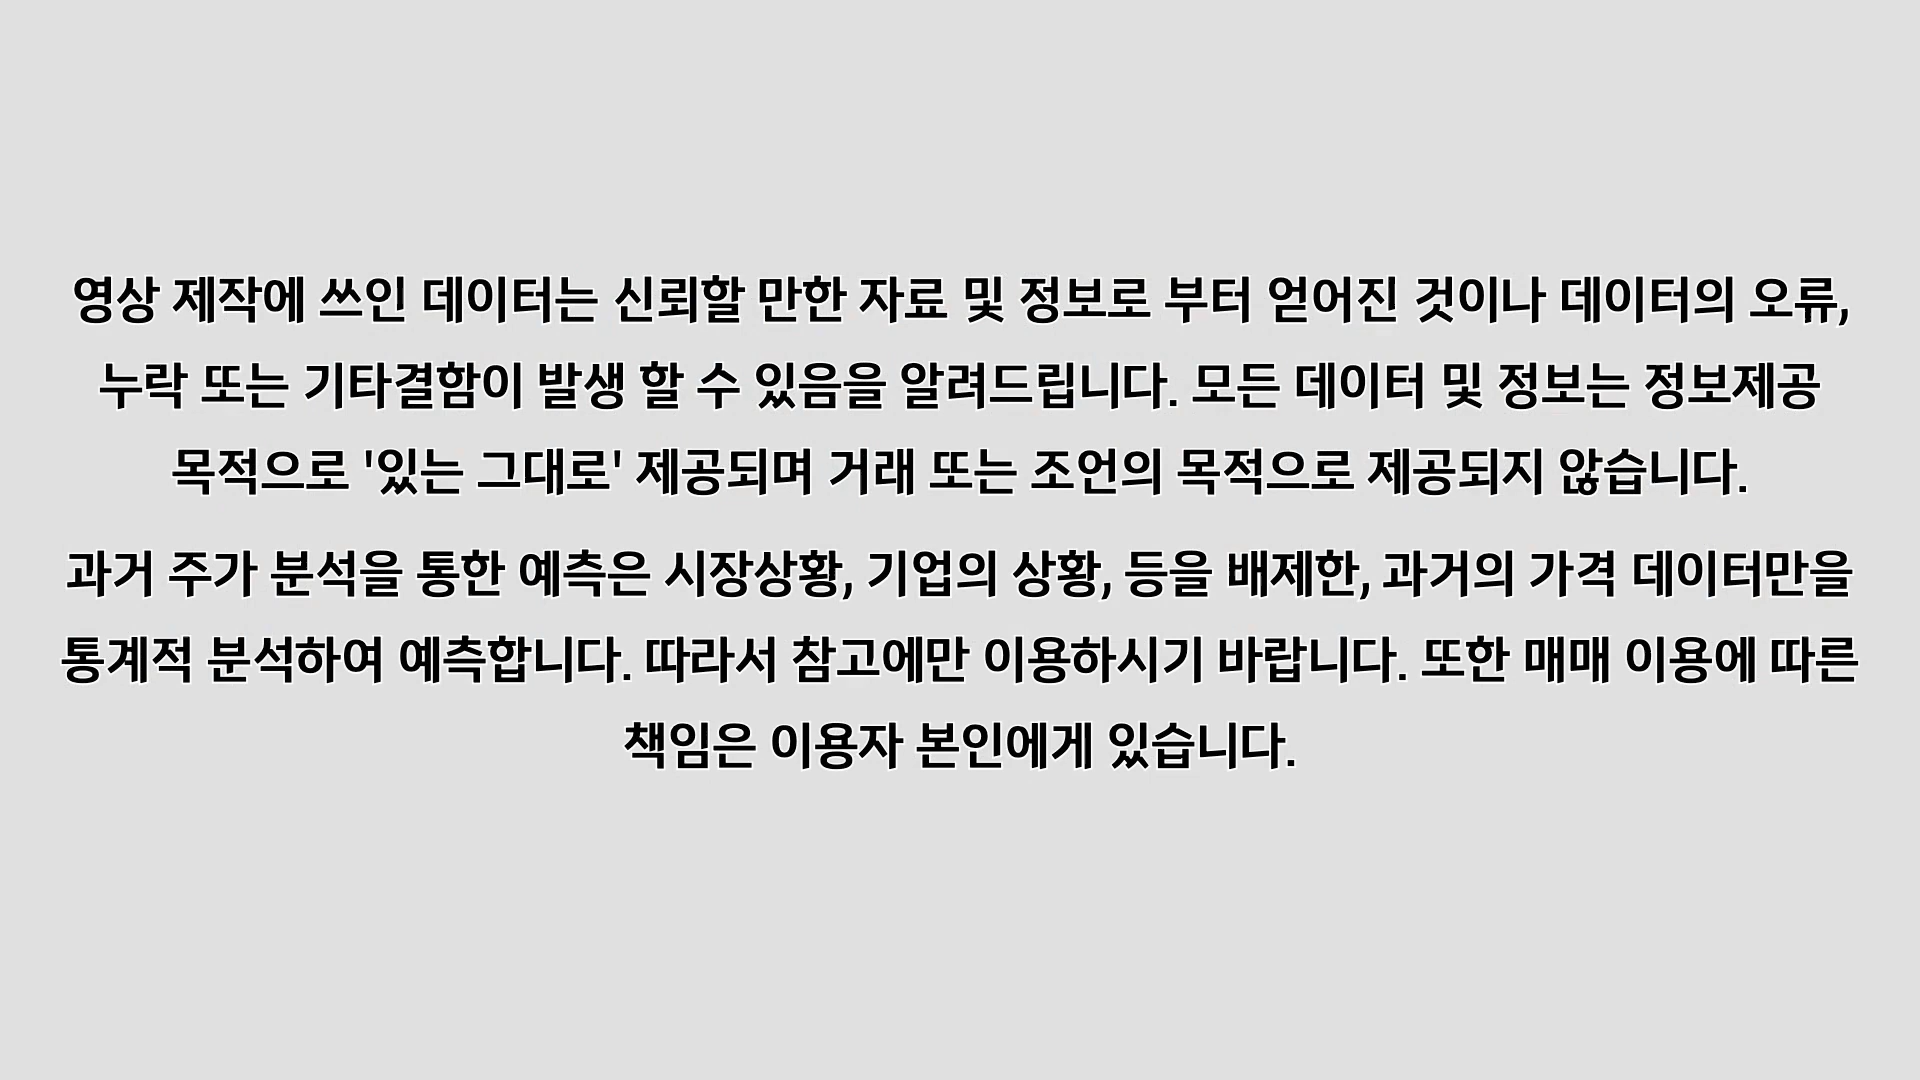 영상 제작에 쓰인 데이터는 신뢰할 만한 자료 및 정보로 부터 얻어진 것이나 데이터의 오류,
누락 또는 기타결함이 발생 할 수 있음을 알려드립니다. 모든 데이터 및 정보는 정보제공
목적으로 '있는 그대로' 제공되며 거래 또는 조언의 목적으로 제공되지 않습니다.
과거 주가 분석을 통한 예측은 시장상황, 기업의 상황, 등을 배제한, 과거의 가격 데이터만을
통계적 분석하여 예측합니다. 따라서 참고에만 이용하시기 바랍니다. 또한 매매 이용에 따른
책임은 이용자 본인에게 있습니다.